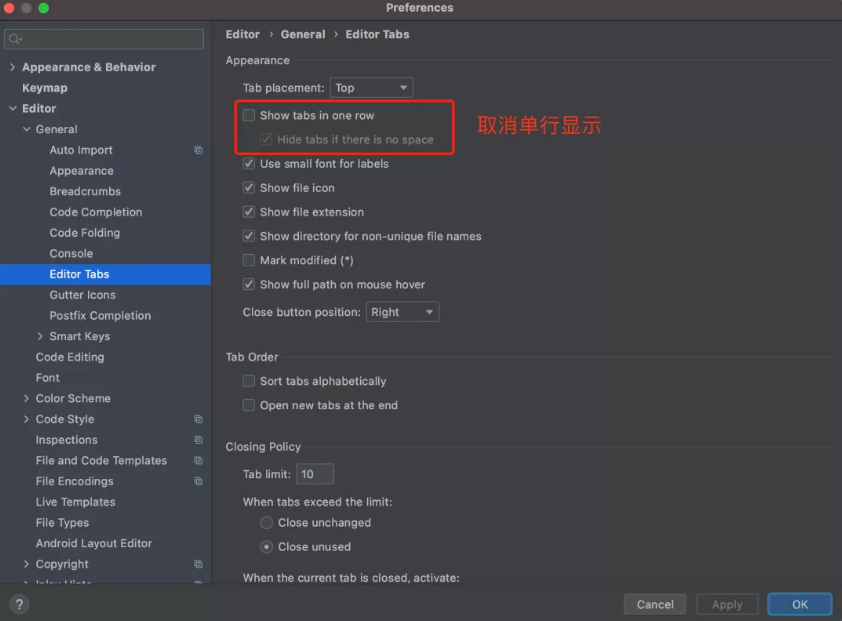 Preferences
Appearance & Behavior
Keymap
Editor
General
Auto Import
Appearance
Breadcrumbs
Code Completion
Code Folding
Console
Editor Tabs
Gutter Icons
Postfix Completion
Smart Keys
Code Editing
Font
Color Scheme
Code Style
Inspections
File and Code Templates
File Encodings
Live Templates
File Types
Android Layout Editor
Copyright
Inlay Hints
Editor › General › Editor Tabs
Appearance
Tab placement: Top
Show tabs in one row
Hide tabs if there is no space
取消单行显示
Use small font for labels
Show file icon
Show file extension
Show directory for non-unique file names
Mark modified (*)
Show full path on mouse hover
Close button position: Right
Tab Order
Sort tabs alphabetically
Open new tabs at the end
Closing Policy
Tab limit: 10
When tabs exceed the limit:
Close unchanged
Close unused
When the current tab is closed, activate:
?
Cancel
Apply
OK